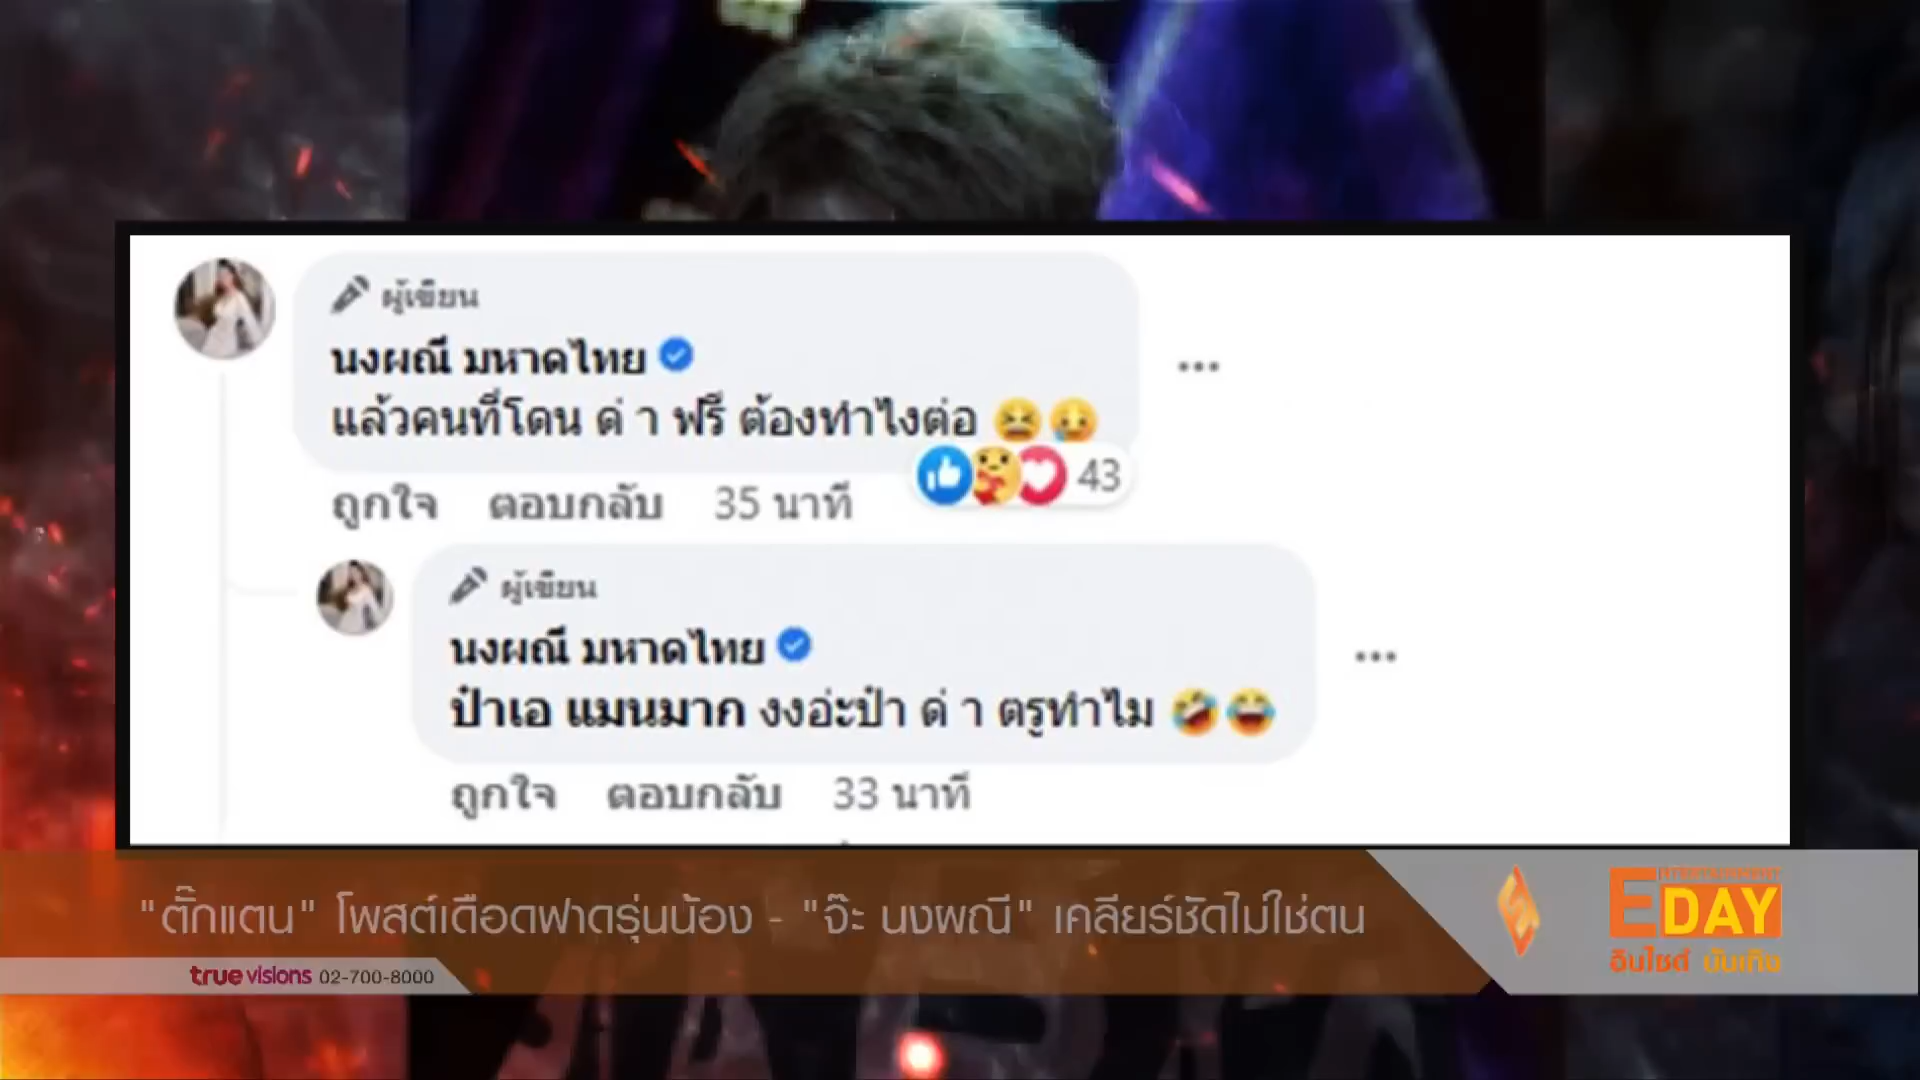 ผู้เขียน
นงผณี มหาดไทย
แล้วคนที่โดน ด่ า ฟรี ต้องทำไงต่อ 😆😢
43
ถูกใจ ตอบกลับ 35 นาที
ผู้เขียน
นงผณี มหาดไทย
ป๋าเอ แมนมาก งงอ่ะป๋า ด่ า ตรูทำไม 🤣😂
ถูกใจ ตอบกลับ 33 นาที
"ตั๊กแตน" โพสต์เดือดฟาดรุ่นน้อง - "จ๊ะ นงผณี" เคลียร์ชัดไม่ใช่ตน
true visions 02-700-8000
ENTERTAINMENT
DAY
อินไซด์ บันเทิง